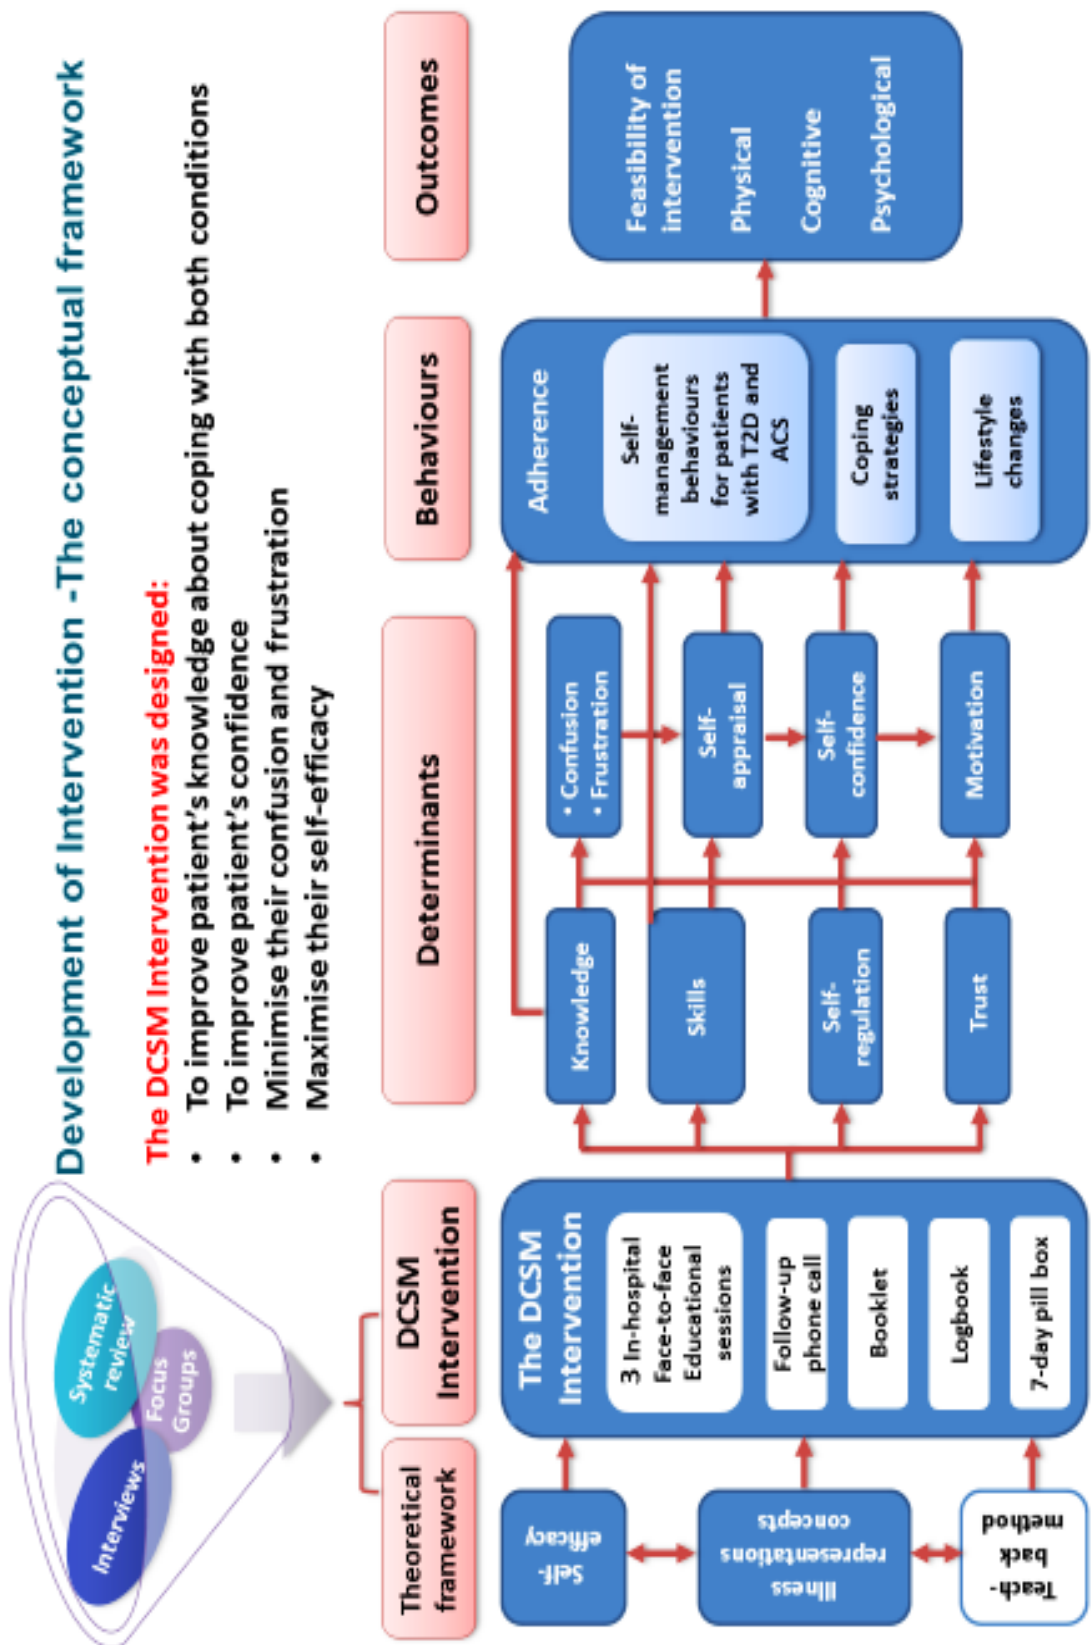 Development of Intervention -The conceptual framework
Interviews
Systematic
review
Focus
Groups
The DCSM Intervention was designed:
• To improve patient's knowledge about coping with both conditions
• To improve patient's confidence
• Minimise their confusion and frustration
• Maximise their self-efficacy
Theoretical
framework
DCSM
Intervention
Determinants
Behaviours
Outcomes
Self-
efficacy
Illness
representations
concepts
Teach-
back
method
The DCSM
Intervention
3 In-hospital
Face-to-face
Educational
sessions
Follow-up
phone call
Booklet
Logbook
7-day pill box
Knowledge
Skills
Self-
regulation
Trust
• Confusion
• Frustration
Self-
appraisal
Self-
confidence
Motivation
Adherence
Self-
management
behaviours
for patients
with T2D and
ACS
Coping
strategies
Lifestyle
changes
Feasibility of
intervention
Physical
Cognitive
Psychological